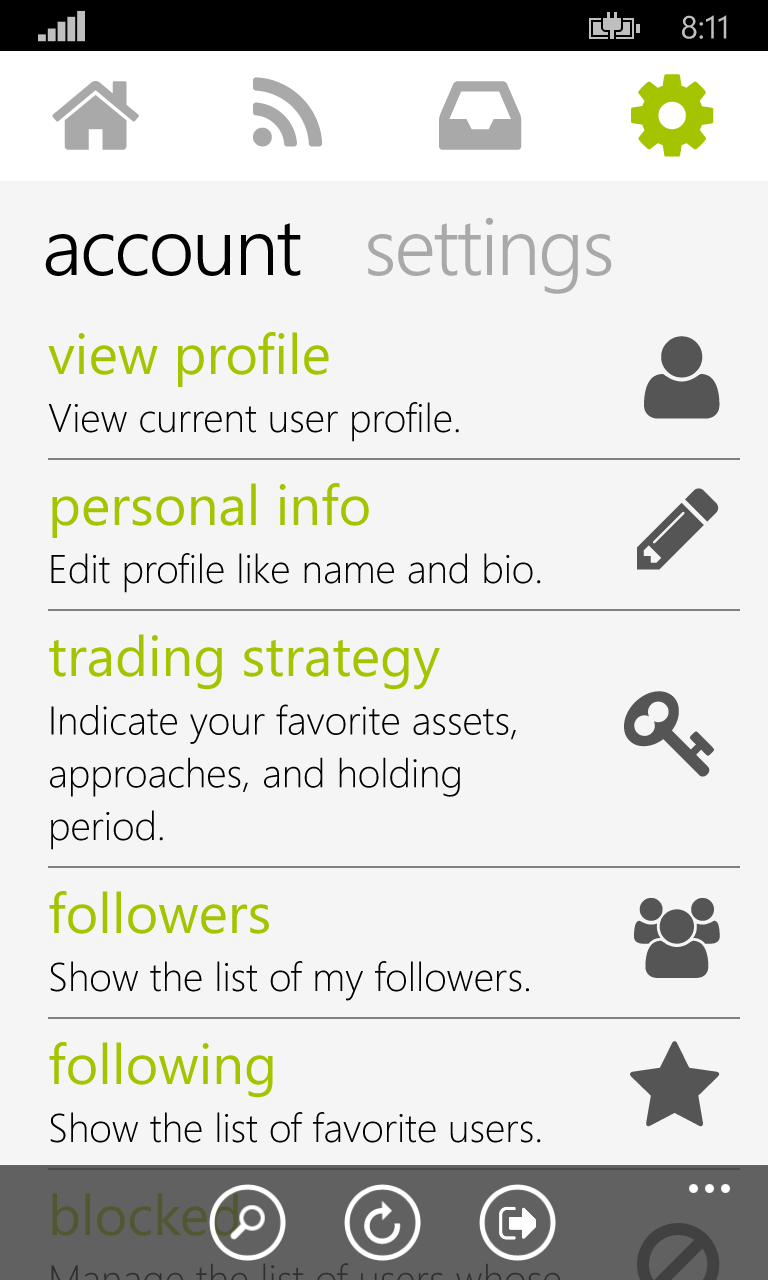 8:11
account settings
view profile
View current user profile.
personal info
Edit profile like name and bio.
trading strategy
Indicate your favorite assets,
approaches, and holding
period.
followers
Show the list of my followers.
following
Show the list of favorite users.
blocked
Manage the list of users whose